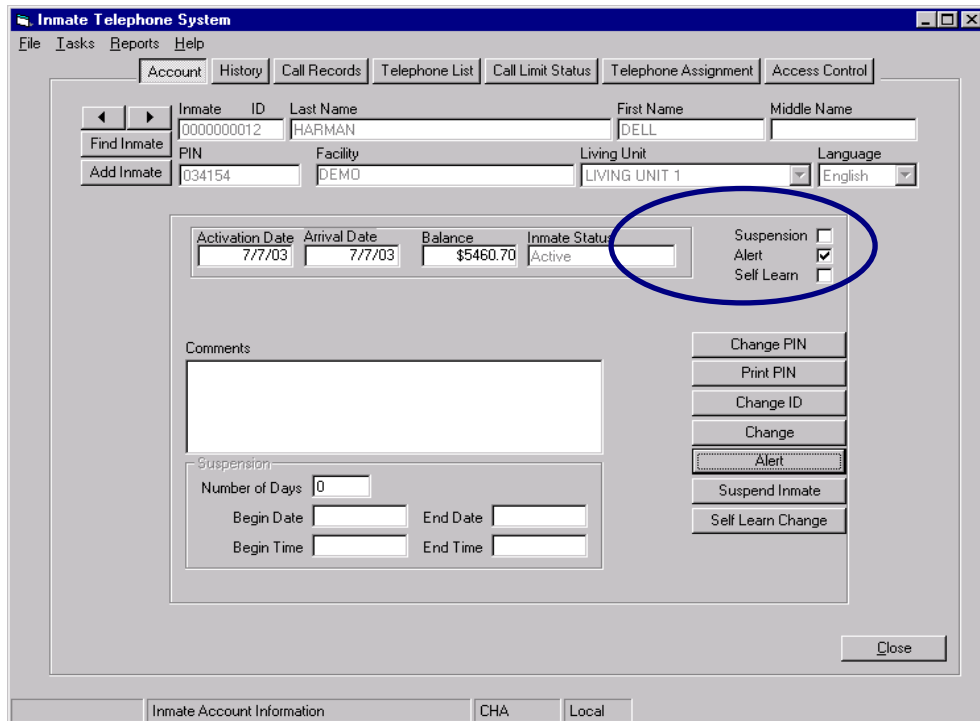 Inmate Telephone System
File Tasks Reports Help
Account History Call Records Telephone List Call Limit Status Telephone Assignment Access Control
Inmate ID Last Name First Name Middle Name
0000000012 HARMAN DELL
Find Inmate
PIN Facility Living Unit Language
Add Inmate 034154 DEMO LIVING UNIT 1 English
Activation Date Arrival Date Balance Inmate Status
7/7/03 7/7/03 $5460.70 Active
Suspension
Alert
Self Learn
Comments
Change PIN
Print PIN
Change ID
Change
Alert
Suspend Inmate
Self Learn Change
Suspension
Number of Days 0
Begin Date End Date
Begin Time End Time
Close
Inmate Account Information CHA Local